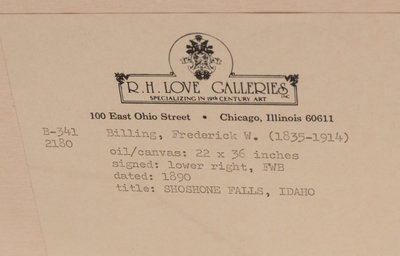 R.H. LOVE GALLERIES INC
SPECIALIZING IN 19th CENTURY ART
100 East Ohio Street • Chicago, Illinois 60611
E-341 Billing, Frederick W. (1835-1914)
2180
oil/canvas: 22 x 36 inches
signed: lower right, FWB
dated: 1890
title: SHOSHONE FALLS, IDAHO